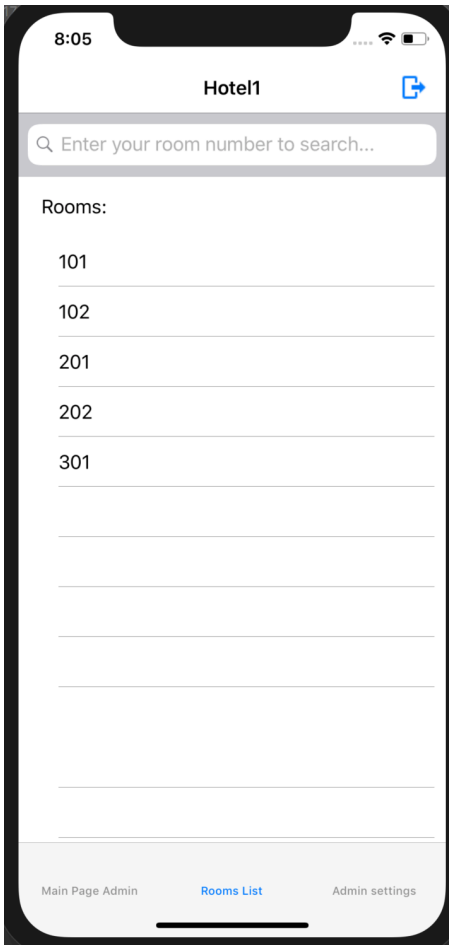 8:05
Hotel1
Enter your room number to search...
Rooms:
101
102
201
202
301
Main Page Admin
Rooms List
Admin settings